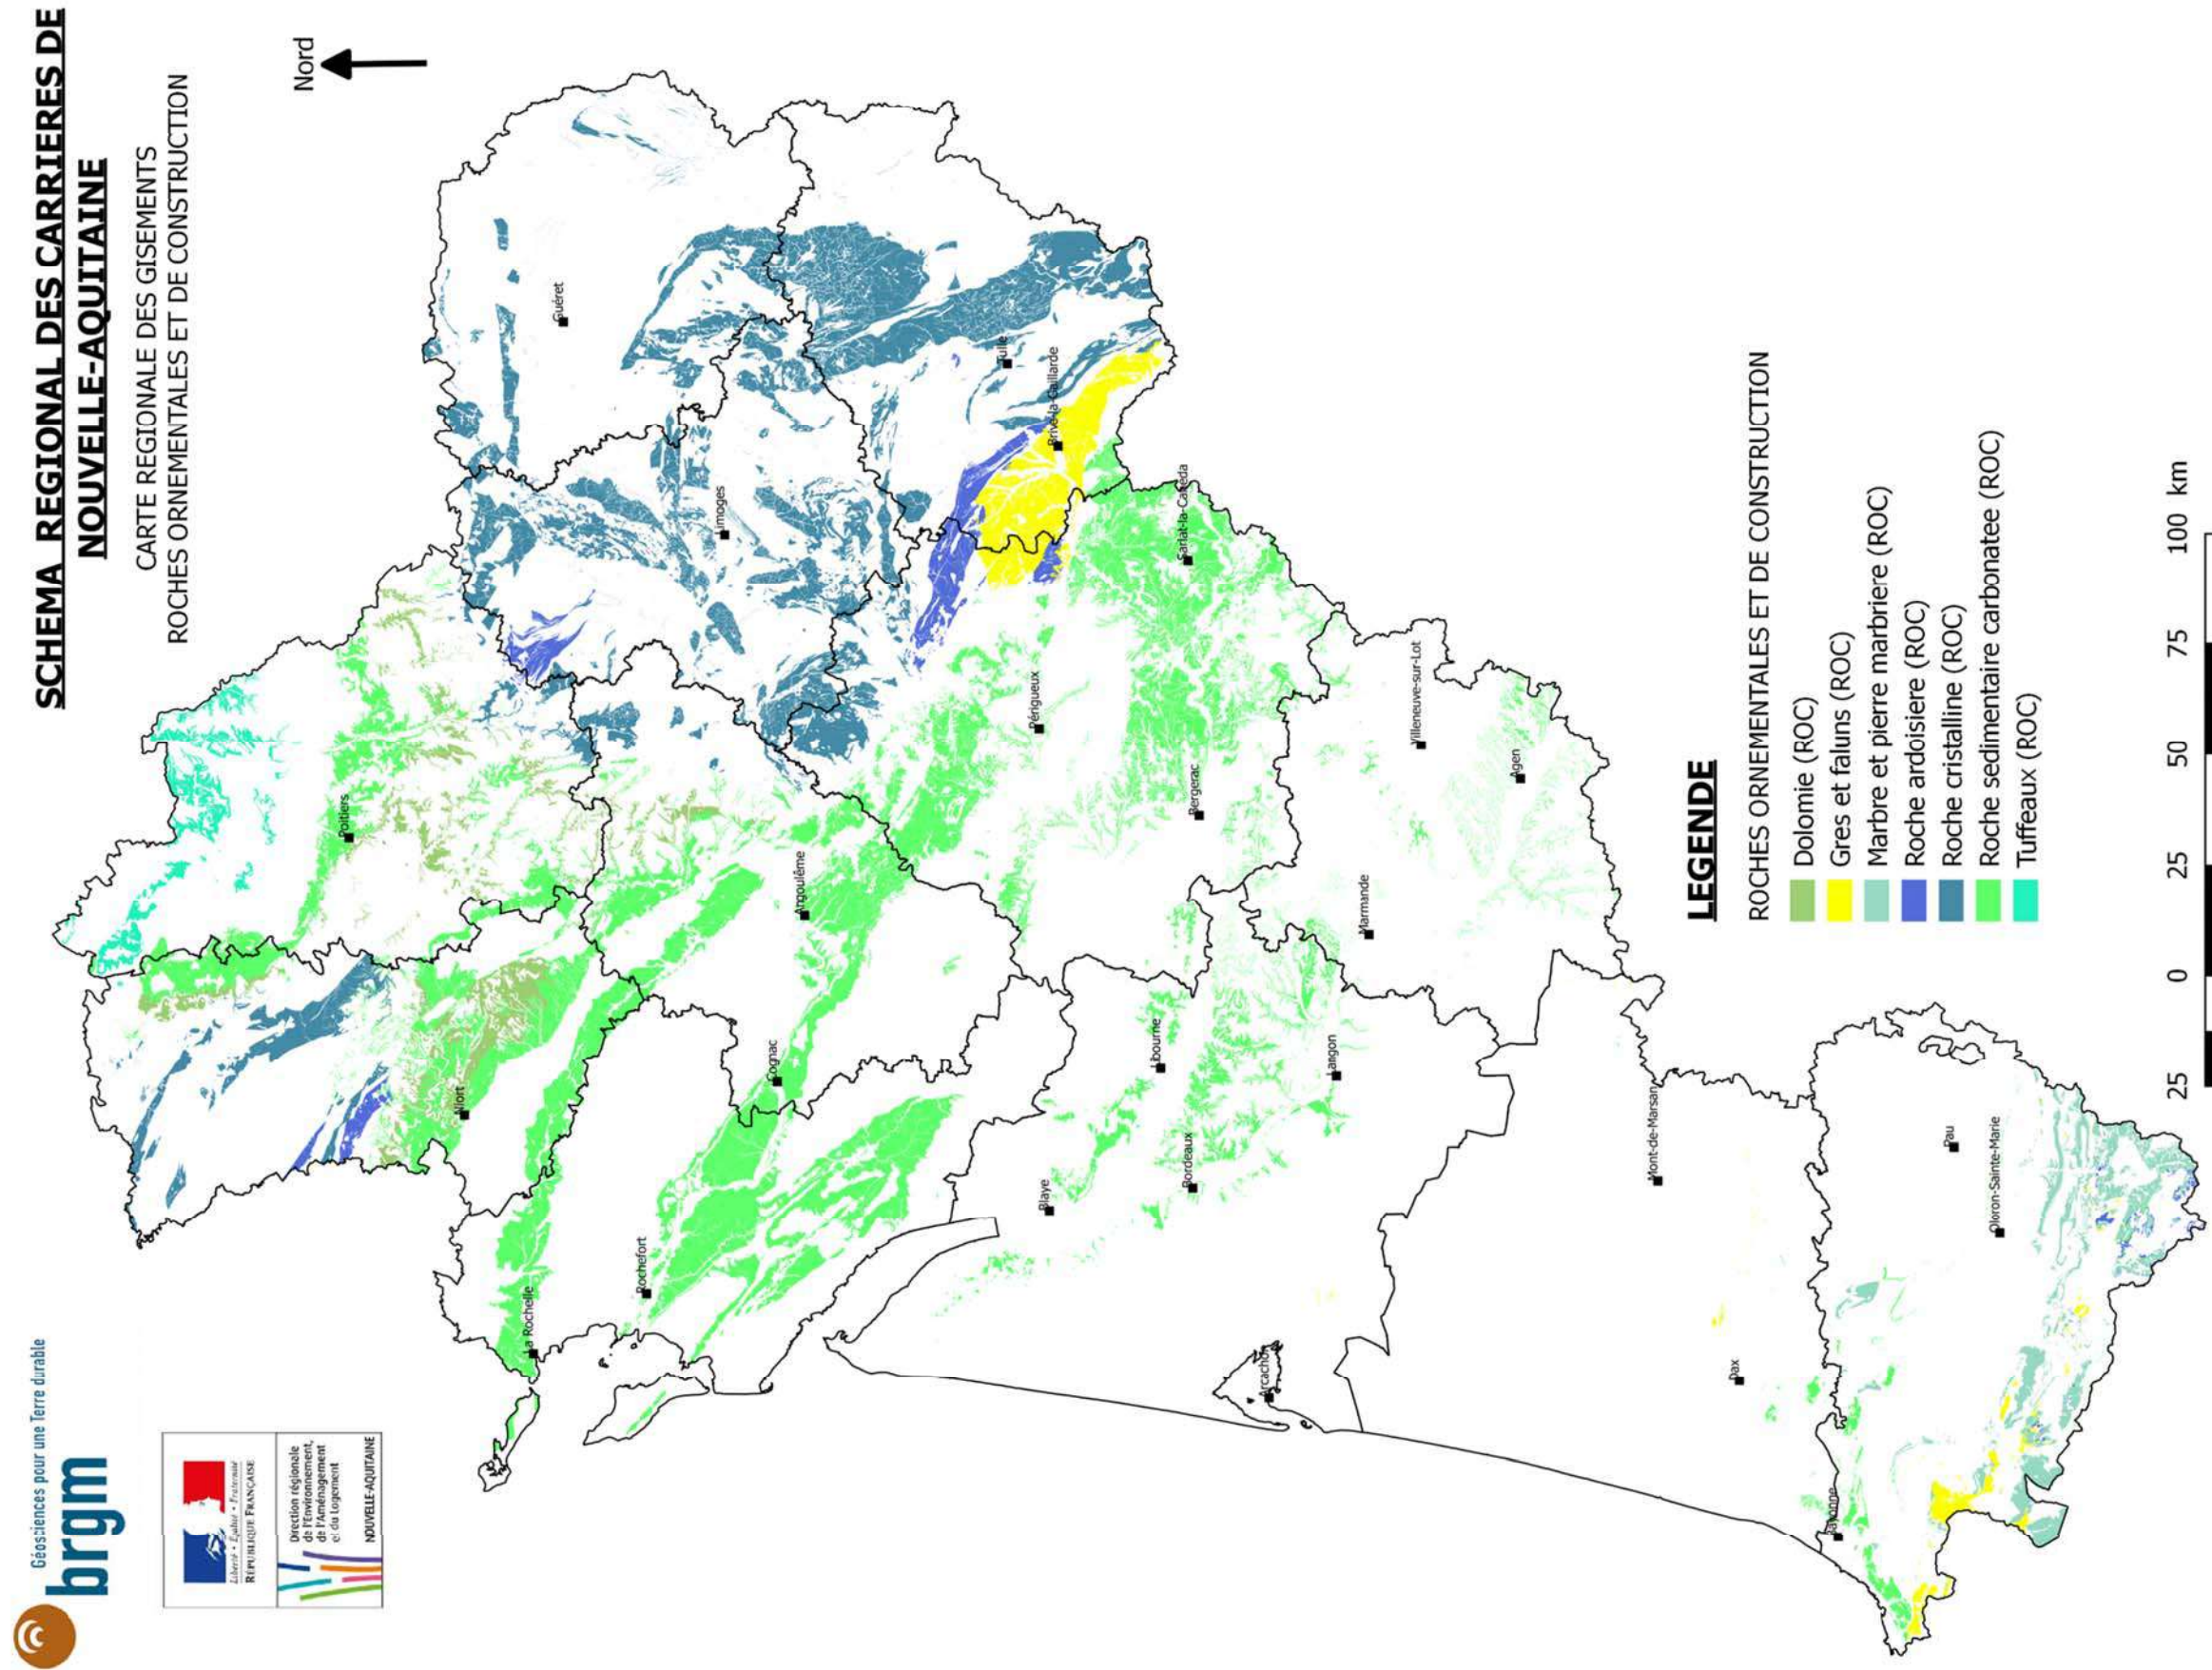 Géosciences pour une Terre durable
brgm
Liberté • Égalité • Fraternité
RÉPUBLIQUE FRANÇAISE
Direction régionale
de l'Environnement,
de l'Aménagement
et du Logement
NOUVELLE-AQUITAINE
SCHEMA REGIONAL DES CARRIERES DE
NOUVELLE-AQUITAINE
CARTE REGIONALE DES GISEMENTS
ROCHES ORNEMENTALES ET DE CONSTRUCTION
Nord
Poitiers
Niort
Guéret
La Rochelle
Rochefort
Limoges
Cognac
Angoulême
Tulle
Brive-la-Gaillarde
Périgueux
Blaye
Libourne
Bordeaux
Bergerac
Sarlat-la-Canéda
Arcachon
Langon
Marmande
Villeneuve-sur-Lot
Agen
Mont-de-Marsan
Dax
Bayonne
Pau
Oloron-Sainte-Marie
LEGENDE
ROCHES ORNEMENTALES ET DE CONSTRUCTION
Dolomie (ROC)
Gres et faluns (ROC)
Marbre et pierre marbriere (ROC)
Roche ardoisiere (ROC)
Roche cristalline (ROC)
Roche sedimentaire carbonatee (ROC)
Tuffeaux (ROC)
25 0 25 50 75 100 km